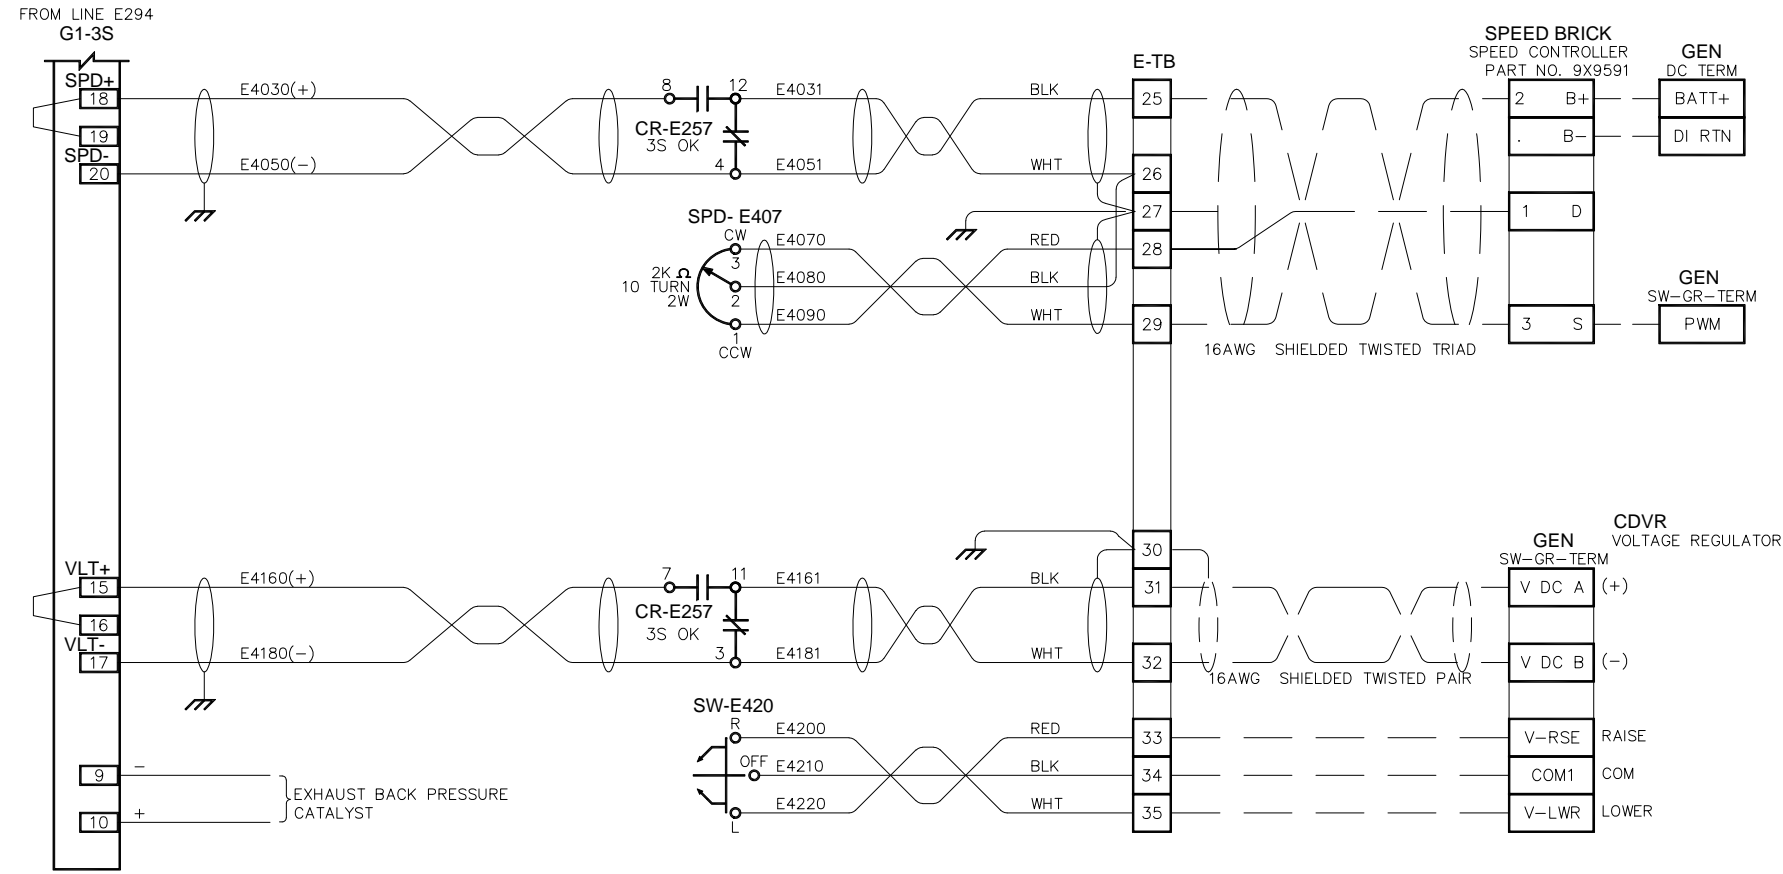 FROM LINE E294
G1-3S
SPD+
18
19
SPD-
20
E4030(+)
E4050(-)
8
12
CR-E257
3S OK
4
E4031
E4051
BLK
WHT
E-TB
25
26
27
28
29
SPD- E407
CW
3
2K Ω
10 TURN
2W
2
1
CCW
E4070
E4080
E4090
RED
BLK
WHT
16AWG SHIELDED TWISTED TRIAD
SPEED BRICK
SPEED CONTROLLER
PART NO. 9X9591
2 B+
. B-
1 D
3 S
GEN
DC TERM
BATT+
DI RTN
GEN
SW-GR-TERM
PWM
VLT+
15
16
VLT-
17
E4160(+)
E4180(-)
7
11
CR-E257
3S OK
3
E4161
E4181
BLK
WHT
30
31
32
16AWG SHIELDED TWISTED PAIR
CDVR
VOLTAGE REGULATOR
GEN
SW-GR-TERM
V DC A (+)
V DC B (-)
9
-
10
+
EXHAUST BACK PRESSURE
CATALYST
SW-E420
R
OFF
L
E4200
E4210
E4220
RED
BLK
WHT
33
34
35
V-RSE RAISE
COM1 COM
V-LWR LOWER